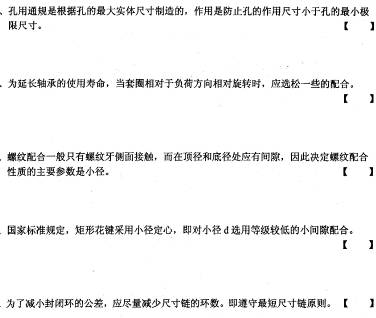 、孔用通规是根据孔的最大实体尺寸制造的，作用是防止孔的作用尺寸小于孔的最小极
限尺寸。 【 】
．为延长轴承的使用寿命，当套圈相对于负荷方向相对旋转时，应选松一些的配合。
【 】
．螺纹配合一般只有螺纹牙侧面接触，而在顶径和底径处应有间隙，因此决定螺纹配合
性质的主要参数是小径。 【 】
．国家标准规定，矩形花键采用小径定心，即对小径 d 选用等级较低的小间隙配合。
【 】
．为了减小封闭环的公差，应尽量减少尺寸链的环数。即遵守最短尺寸链原则。 【 】